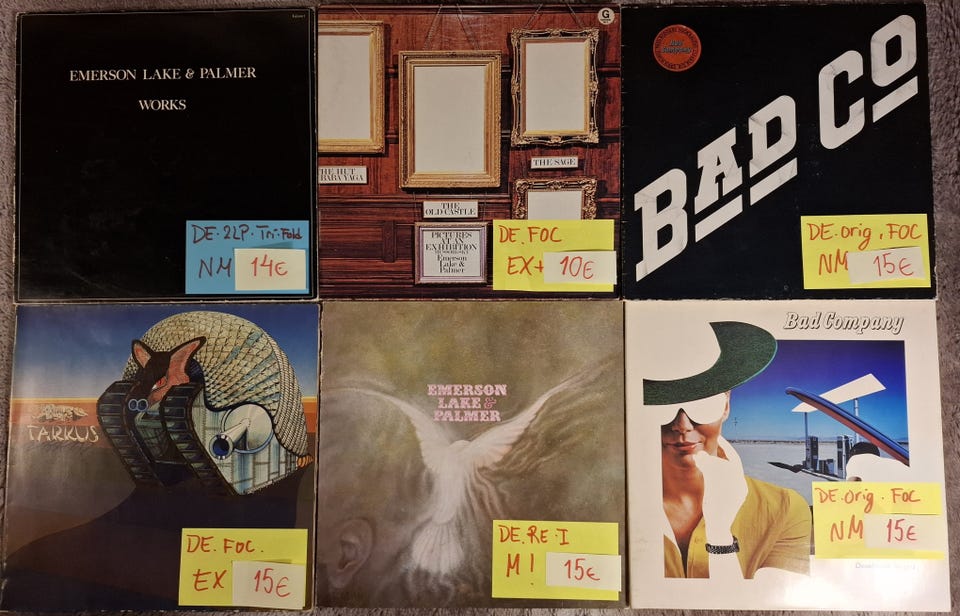 EMERSON LAKE & PALMER
WORKS
DE. 2LP. Tri-Fold
NM 14€
G
THE HUT
BABA YAGA
THE OLD CASTLE
THE SAGE
PICTURES
AT AN
EXHIBITION
Emerson
Lake &
Palmer
DE. FOC
EX+ 10€
BAD CO
DE. orig. FOC
NM 15€
TARKUS
DE. FOC.
EX 15€
EMERSON
LAKE &
PALMER
DE. RE. I
M! 15€
Bad Company
DE. Orig. FOC
NM 15€